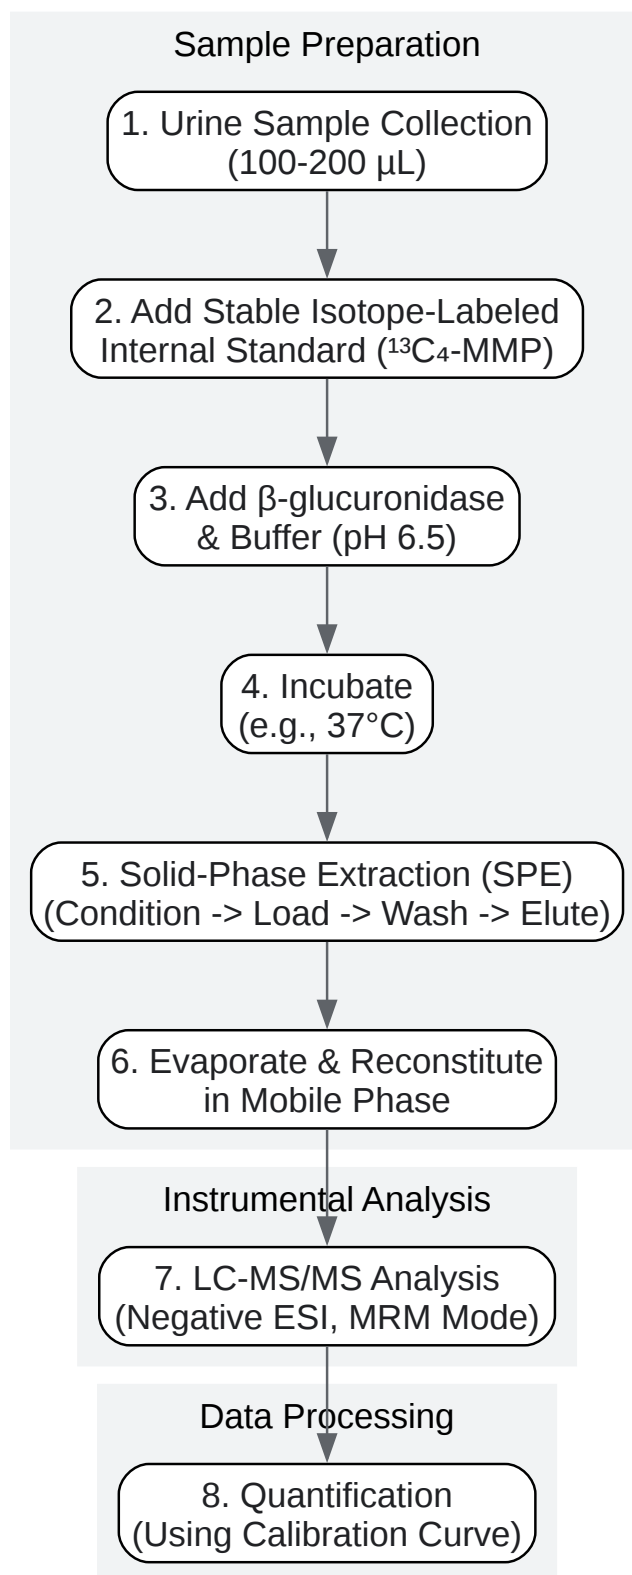 Sample Preparation
1. Urine Sample Collection
(100-200 µL)
2. Add Stable Isotope-Labeled
Internal Standard (¹³C₄-MMP)
3. Add β-glucuronidase
& Buffer (pH 6.5)
4. Incubate
(e.g., 37°C)
5. Solid-Phase Extraction (SPE)
(Condition -> Load -> Wash -> Elute)
6. Evaporate & Reconstitute
in Mobile Phase
Instrumental Analysis
7. LC-MS/MS Analysis
(Negative ESI, MRM Mode)
Data Processing
8. Quantification
(Using Calibration Curve)